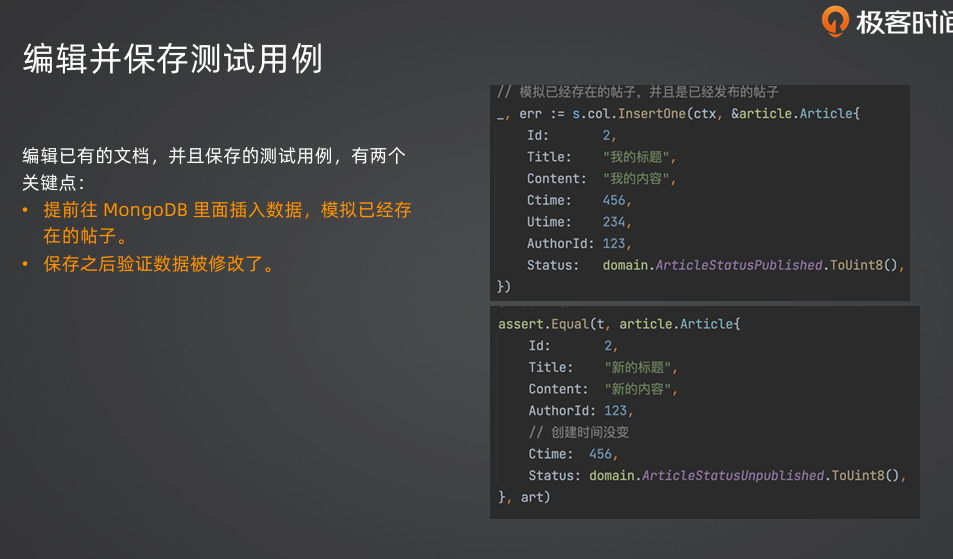 极客时间
编辑并保存测试用例
编辑已有的文档，并且保存的测试用例，有两个
关键点：
• 提前往 MongoDB 里面插入数据，模拟已经存
在的帖子。
• 保存之后验证数据被修改了。
// 模拟已经存在的帖子，并且是已经发布的帖子
_, err := s.col.InsertOne(ctx, &article.Article{
Id: 2,
Title: "我的标题",
Content: "我的内容",
Ctime: 456,
Utime: 234,
AuthorId: 123,
Status: domain.ArticleStatusPublished.ToUint8(),
})
assert.Equal(t, article.Article{
Id: 2,
Title: "新的标题",
Content: "新的内容",
AuthorId: 123,
// 创建时间没变
Ctime: 456,
Status: domain.ArticleStatusUnpublished.ToUint8(),
}, art)